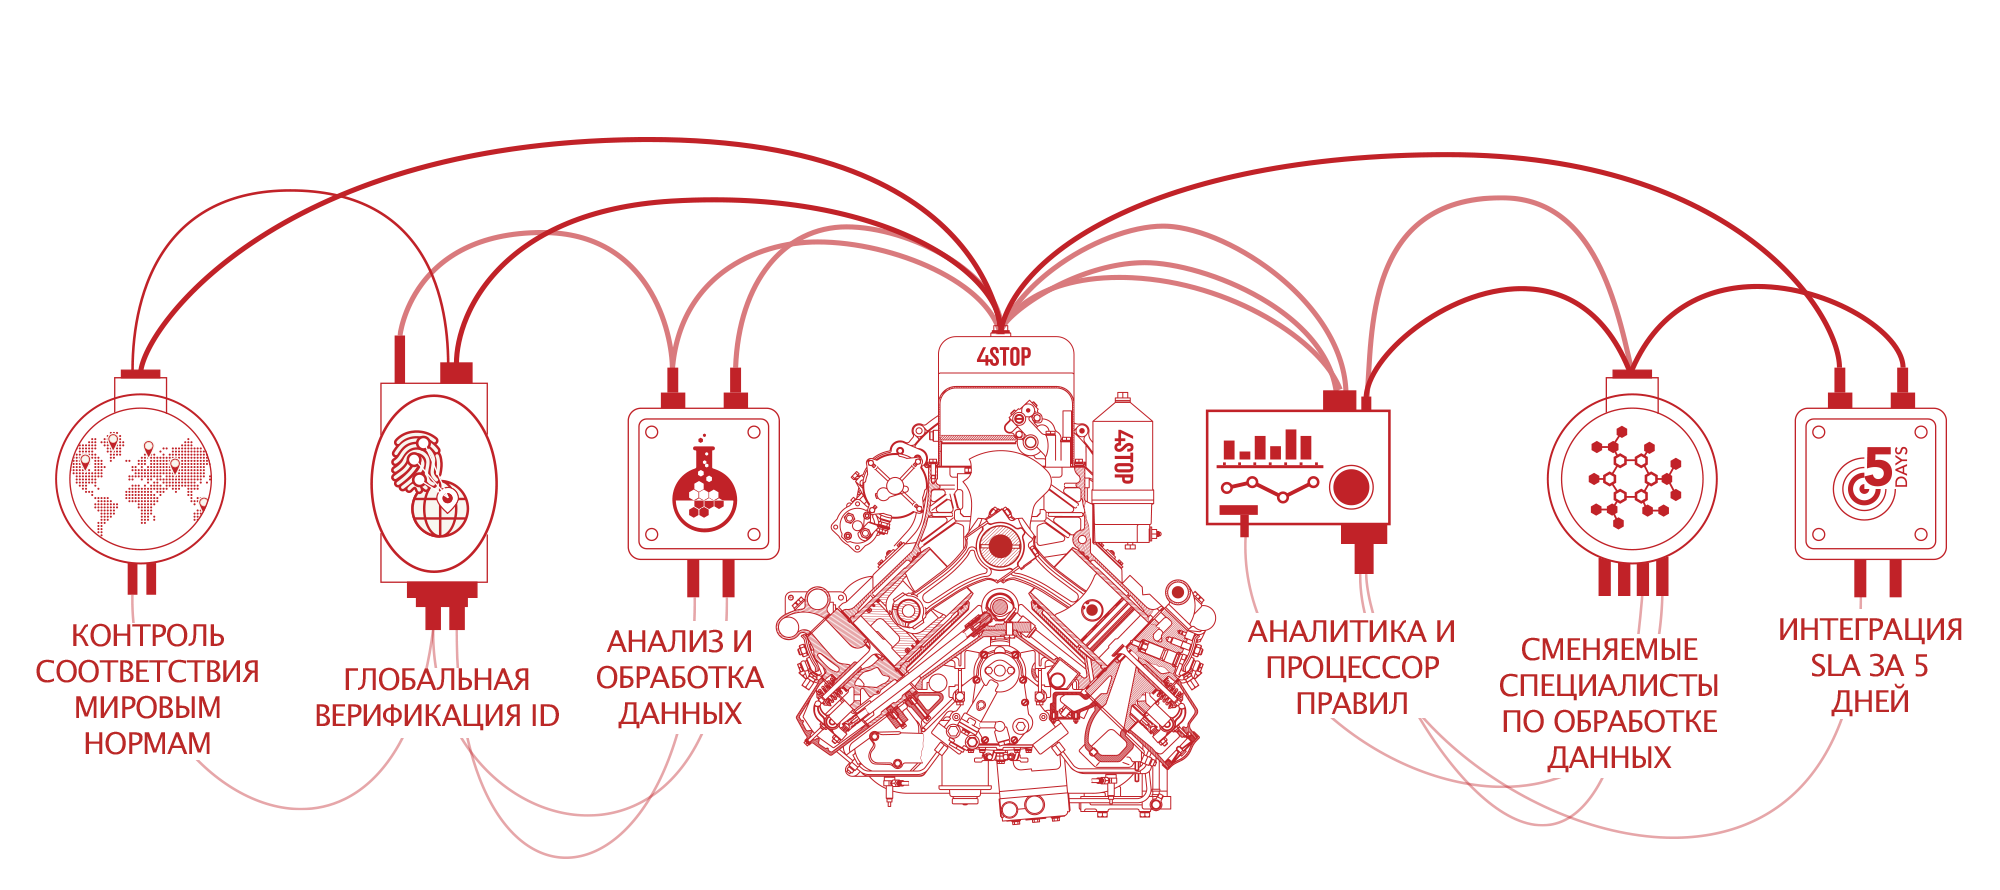 4STOP
4STOP
5
DAYS
КОНТРОЛЬ
СООТВЕТСТВИЯ
МИРОВЫМ
НОРМАМ
ГЛОБАЛЬНАЯ
ВЕРИФИКАЦИЯ ID
АНАЛИЗ И
ОБРАБОТКА
ДАННЫХ
АНАЛИТИКА И
ПРОЦЕССОР
ПРАВИЛ
СМЕНЯЕМЫЕ
СПЕЦИАЛИСТЫ
ПО ОБРАБОТКЕ
ДАННЫХ
ИНТЕГРАЦИЯ
SLA ЗА 5
ДНЕЙ